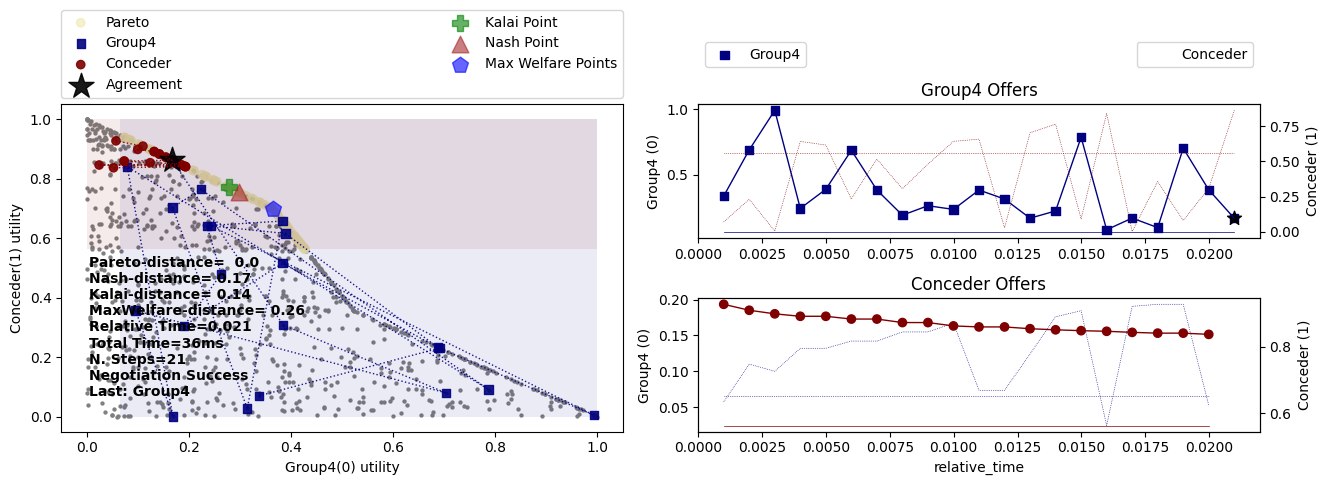 Pareto
Group4
Conceder
Agreement
Kalai Point
Nash Point
Max Welfare Points
1.0
0.8
0.6
0.4
0.2
0.0
Conceder(1) utility
Pareto-distance= 0.0
Nash-distance= 0.17
Kalai-distance= 0.14
MaxWelfare-distance= 0.26
Relative Time=0.021
Total Time=36ms
N. Steps=21
Negotiation Success
Last: Group4
0.0 0.2 0.4 0.6 0.8 1.0
Group4(0) utility
Group4
Conceder
Group4 Offers
1.0
0.5
Group4 (0)
0.75
0.50
0.25
0.00
Conceder (1)
0.0000 0.0025 0.0050 0.0075 0.0100 0.0125 0.0150 0.0175 0.0200
Conceder Offers
0.20
0.15
0.10
0.05
Group4 (0)
0.8
0.6
Conceder (1)
0.0000 0.0025 0.0050 0.0075 0.0100 0.0125 0.0150 0.0175 0.0200
relative_time